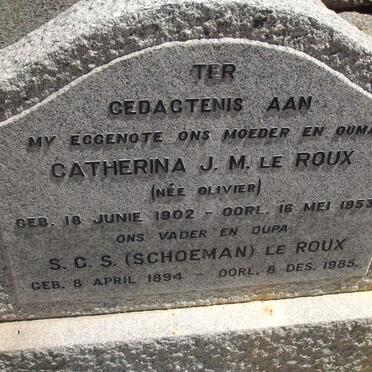 TER
GEDAGTENIS AAN
MY EGGENOTE ONS MOEDER EN OUMA
CATHERINA J. M. LE ROUX
(NÉE OLIVIER)
GEB. 18 JUNIE 1902 - OORL. 16 MEI 1953
ONS VADER EN OUPA
S. C. S. (SCHOEMAN) LE ROUX
GEB. 8 APRIL 1894 - OORL. 8 DES. 1985.